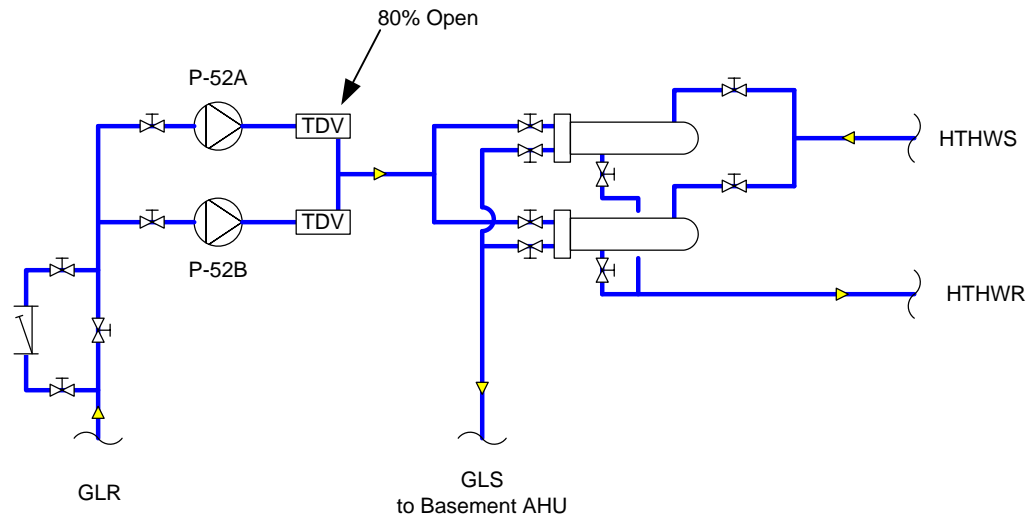 80% Open
P-52A
TDV
HTHWS
TDV
P-52B
HTHWR
GLR
GLS
to Basement AHU